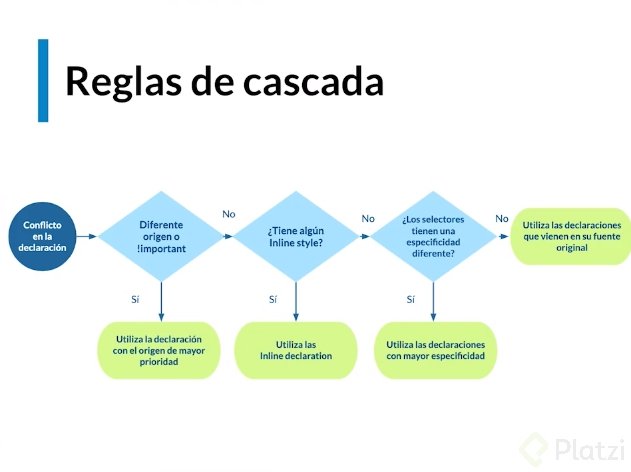 Reglas de cascada
Conflicto
en la
declaración
Diferente
origen o
!important
No
¿Tiene algún
Inline style?
No
¿Los selectores
tienen una
especificidad
diferente?
No
Utiliza las declaraciones
que vienen en su fuente
original
Sí
Sí
Sí
Utiliza la declaración
con el origen de mayor
prioridad
Utiliza las
Inline declaration
Utiliza las declaraciones
con mayor especificidad
Platzi